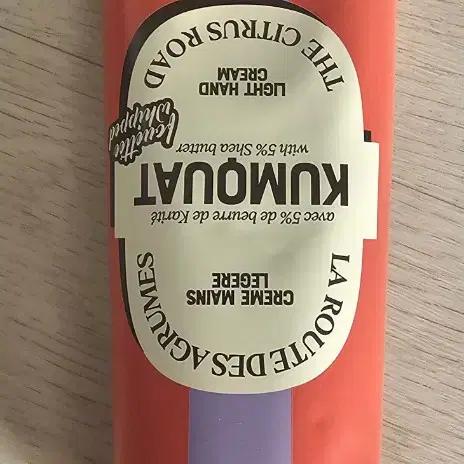 LA ROUTE DES AGRUMES
CREME MAINS
LEGERE
avec 5% de beurre de Karité
KUMQUAT
with 5% Shea butter
Fouettée
Whipped
LIGHT HAND
CREAM
THE CITRUS ROAD